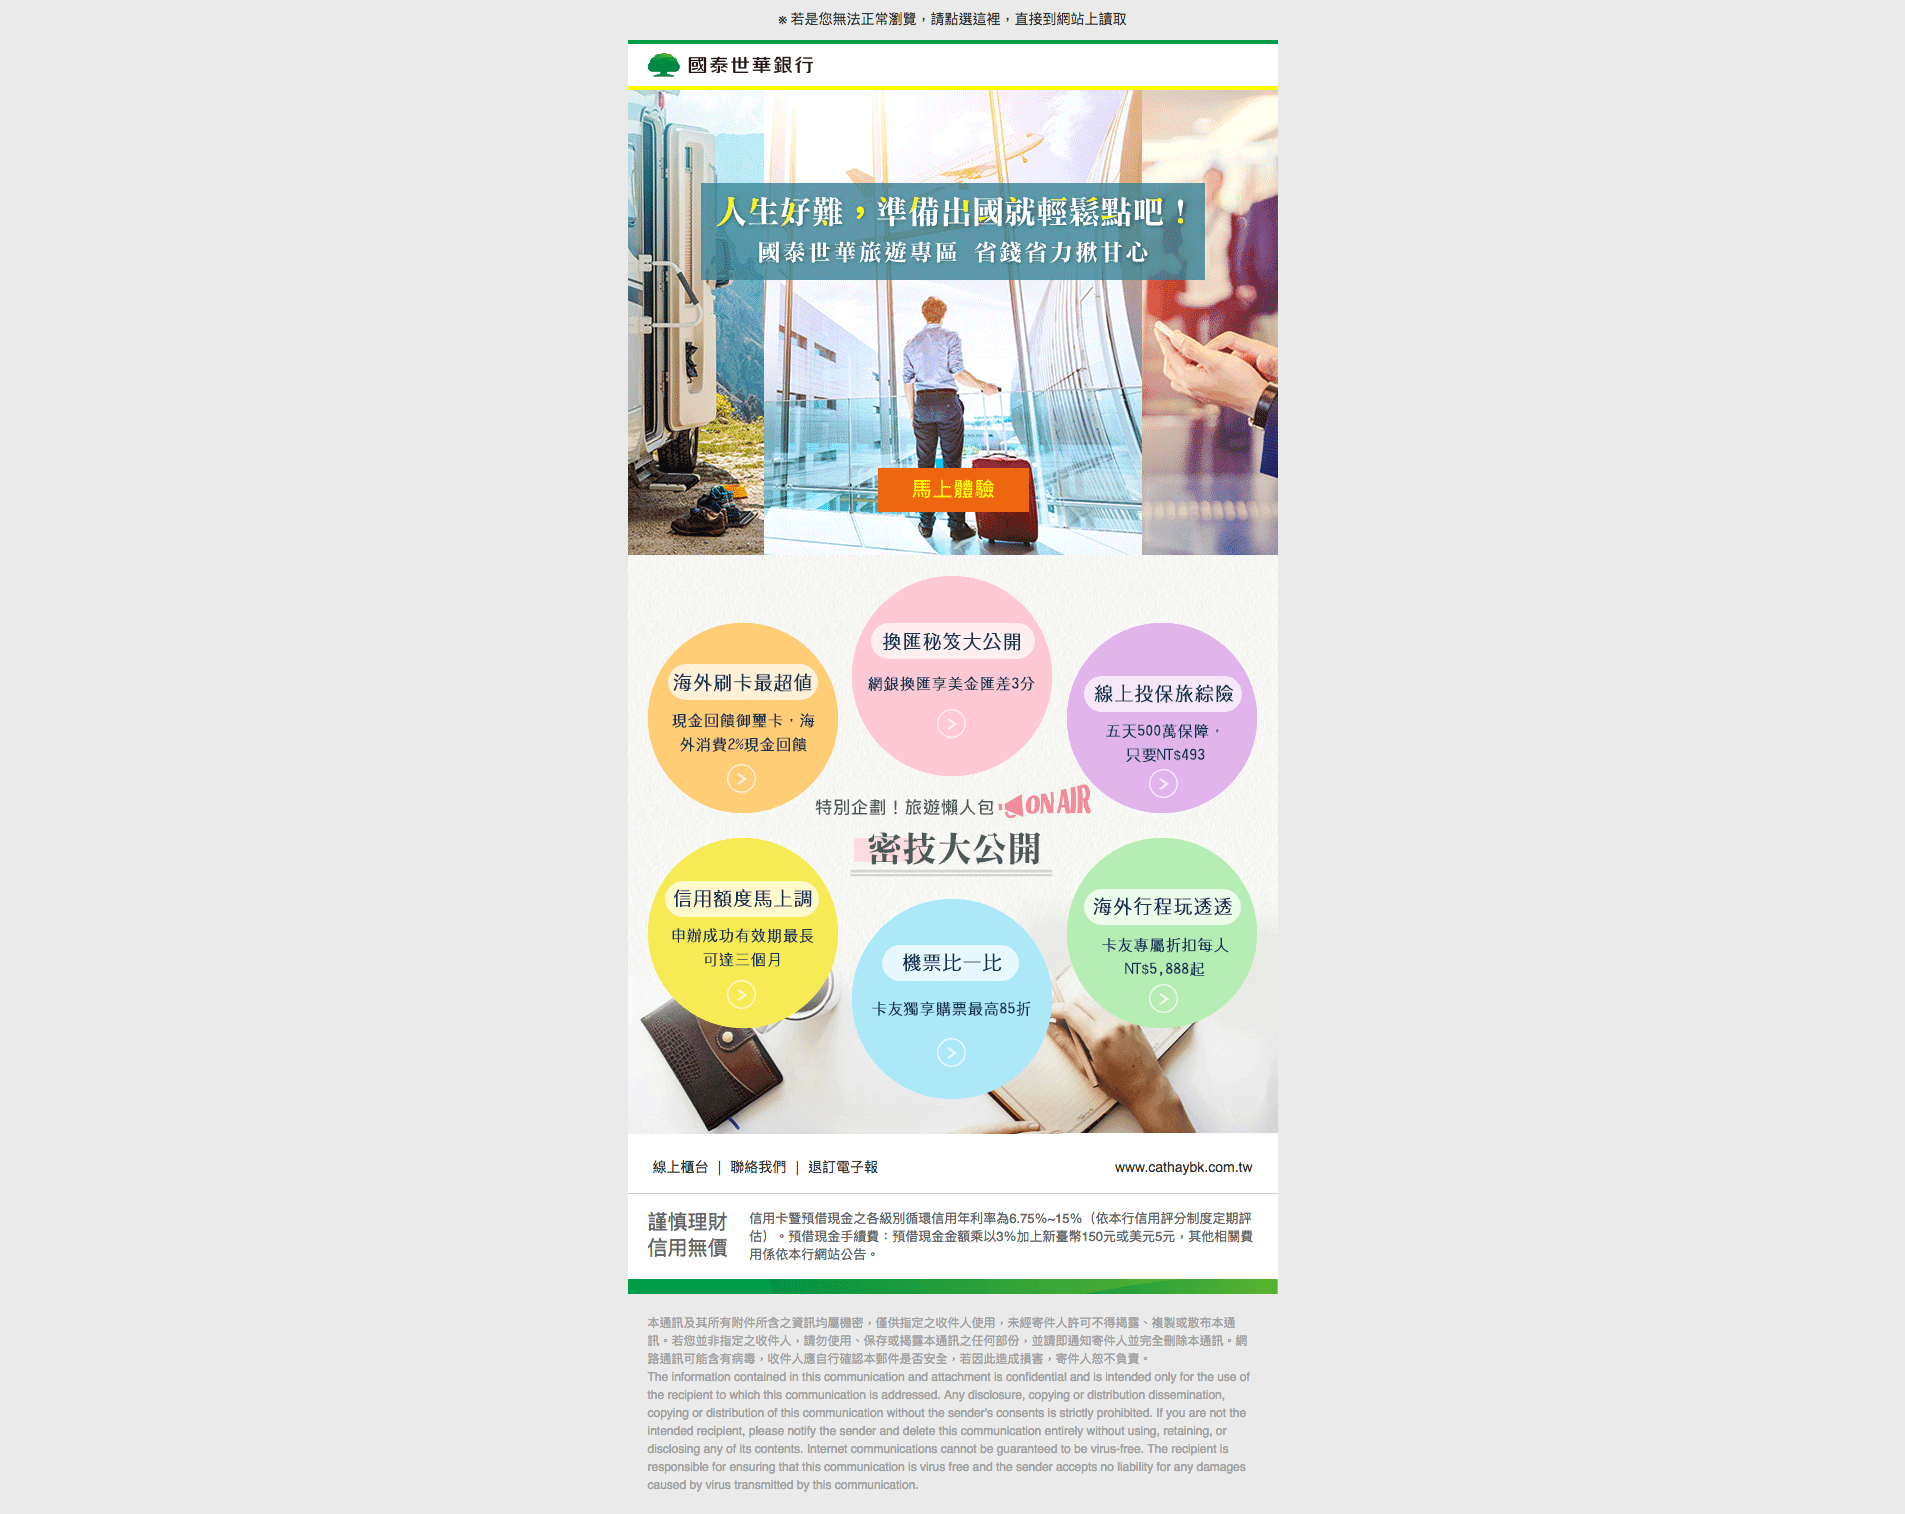 ※ 若是您無法正常瀏覽，請點選這裡，直接到網站上讀取
國泰世華銀行
人生好難，準備出國就輕鬆點吧！
國泰世華旅遊專區 省錢省力揪甘心
馬上體驗
換匯秘笈大公開
網銀換匯享美金匯差3分
海外刷卡最超值
現金回饋御璽卡，海
外消費2%現金回饋
線上投保旅綜險
五天500萬保障，
只要NT$493
特別企劃！旅遊懶人包
ON AIR
密技大公開
信用額度馬上調
申辦成功有效期最長
可達三個月
機票比一比
卡友獨享購票最高85折
海外行程玩透透
卡友專屬折扣每人
NT$5,888起
線上櫃台 | 聯絡我們 | 退訂電子報
www.cathaybk.com.tw
謹慎理財
信用無價
信用卡暨預借現金之各級別循環信用年利率為6.75%~15%（依本行信用評分制度定期評
估）。預借現金手續費：預借現金金額乘以3%加上新臺幣150元或美元5元，其他相關費
用係依本行網站公告。
本通訊及其所有附件所含之資訊均屬機密，僅供指定之收件人使用，未經寄件人許可不得揭露、複製或散布本通
訊。若您並非指定之收件人，請勿使用、保存或揭露本通訊之任何部份，並請即通知寄件人並完全刪除本通訊。網
路通訊可能含有病毒，收件人應自行確認本郵件是否安全，若因此造成損害，寄件人恕不負責。
The information contained in this communication and attachment is confidential and is intended only for the use of
the recipient to which this communication is addressed. Any disclosure, copying or distribution dissemination,
copying or distribution of this communication without the sender's consents is strictly prohibited. If you are not the
intended recipient, please notify the sender and delete this communication entirely without using, retaining, or
disclosing any of its contents. Internet communications cannot be guaranteed to be virus-free. The recipient is
responsible for ensuring that this communication is virus free and the sender accepts no liability for any damages
caused by virus transmitted by this communication.